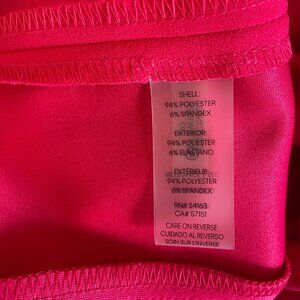 SHELL:
94% POLYESTER
6% SPANDEX
EXTERIOR:
94% POLYESTER
6% ELASTANO
EXTÉRIEUR
94% POLYESTER
6% SPANDEX
RN# 54163
CA# 57151
CARE ON REVERSE
CUIDADO AL REVERSO
SOIN SUR L'INVERSE